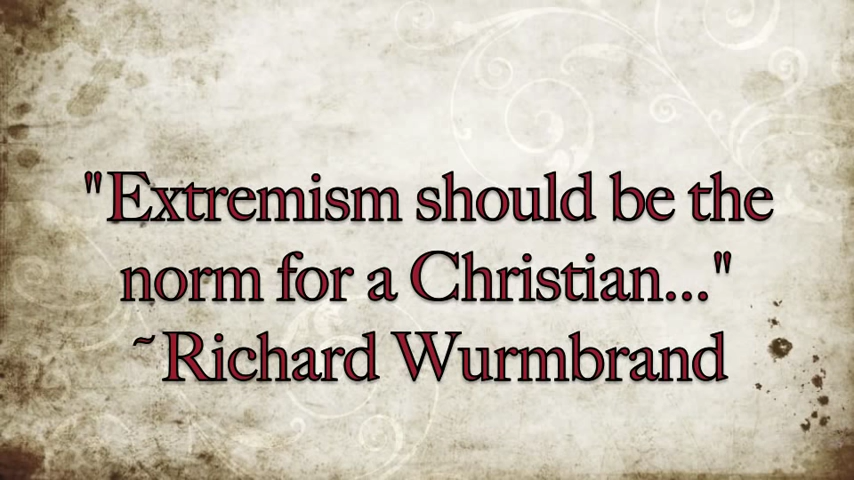 "Extremism should be the
norm for a Christian..."
~Richard Wurmbrand